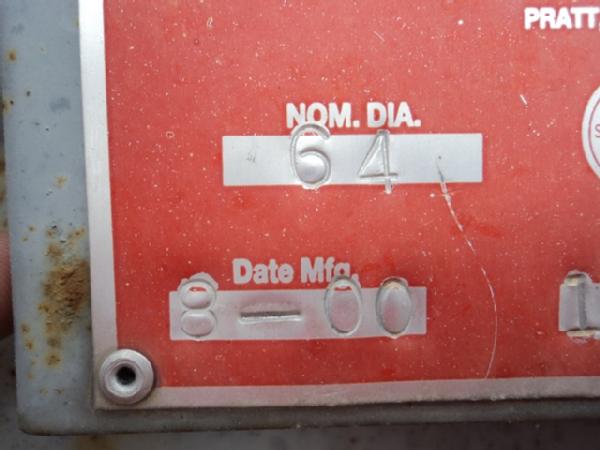 PRATT,
NOM. DIA.
64
Date Mfg.
8-00